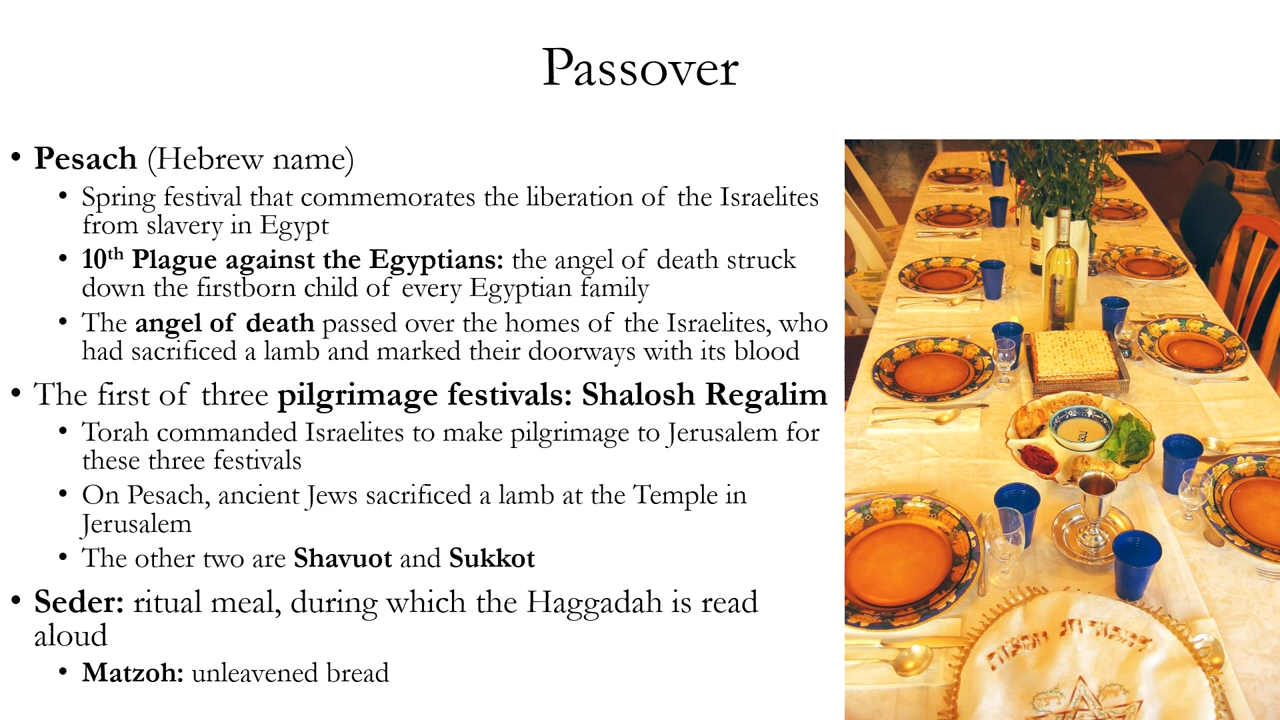 Passover
• Pesach (Hebrew name)
• Spring festival that commemorates the liberation of the Israelites
from slavery in Egypt
• 10th Plague against the Egyptians: the angel of death struck
down the firstborn child of every Egyptian family
• The angel of death passed over the homes of the Israelites, who
had sacrificed a lamb and marked their doorways with its blood
• The first of three pilgrimage festivals: Shalosh Regalim
• Torah commanded Israelites to make pilgrimage to Jerusalem for
these three festivals
• On Pesach, ancient Jews sacrificed a lamb at the Temple in
Jerusalem
• The other two are Shavuot and Sukkot
• Seder: ritual meal, during which the Haggadah is read
aloud
• Matzoh: unleavened bread